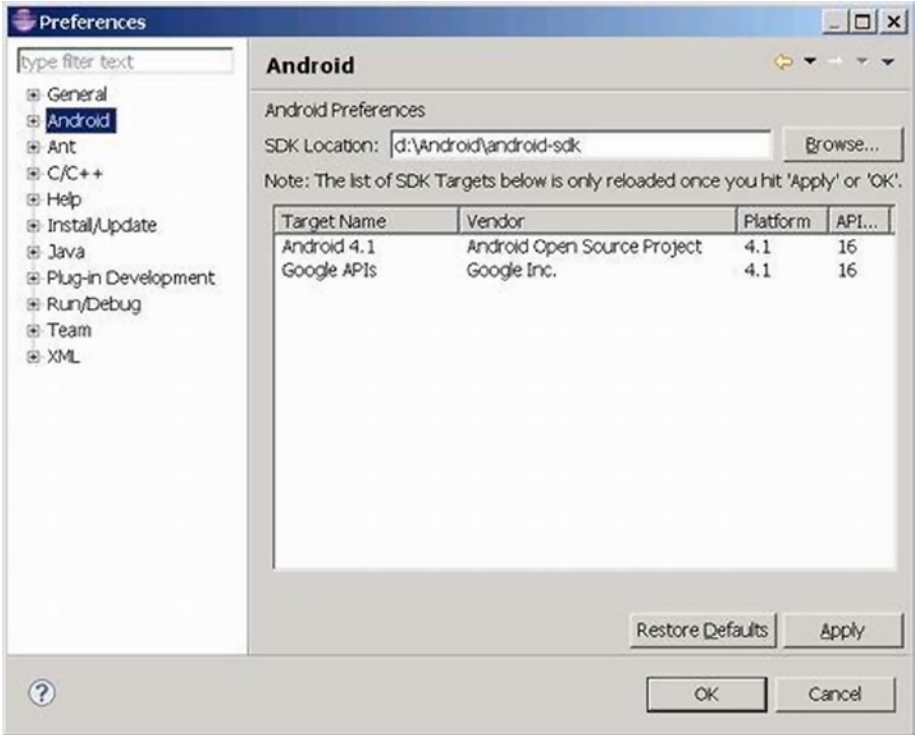 Preferences
type filter text
General
Android
Ant
C/C++
Help
Install/Update
Java
Plug-in Development
Run/Debug
Team
XML
Android
Android Preferences
SDK Location: d:\Android\android-sdk Browse...
Note: The list of SDK Targets below is only reloaded once you hit 'Apply' or 'OK'.
Target Name Vendor Platform API...
Android 4.1 Android Open Source Project 4.1 16
Google APIs Google Inc. 4.1 16
Restore Defaults Apply
? OK Cancel